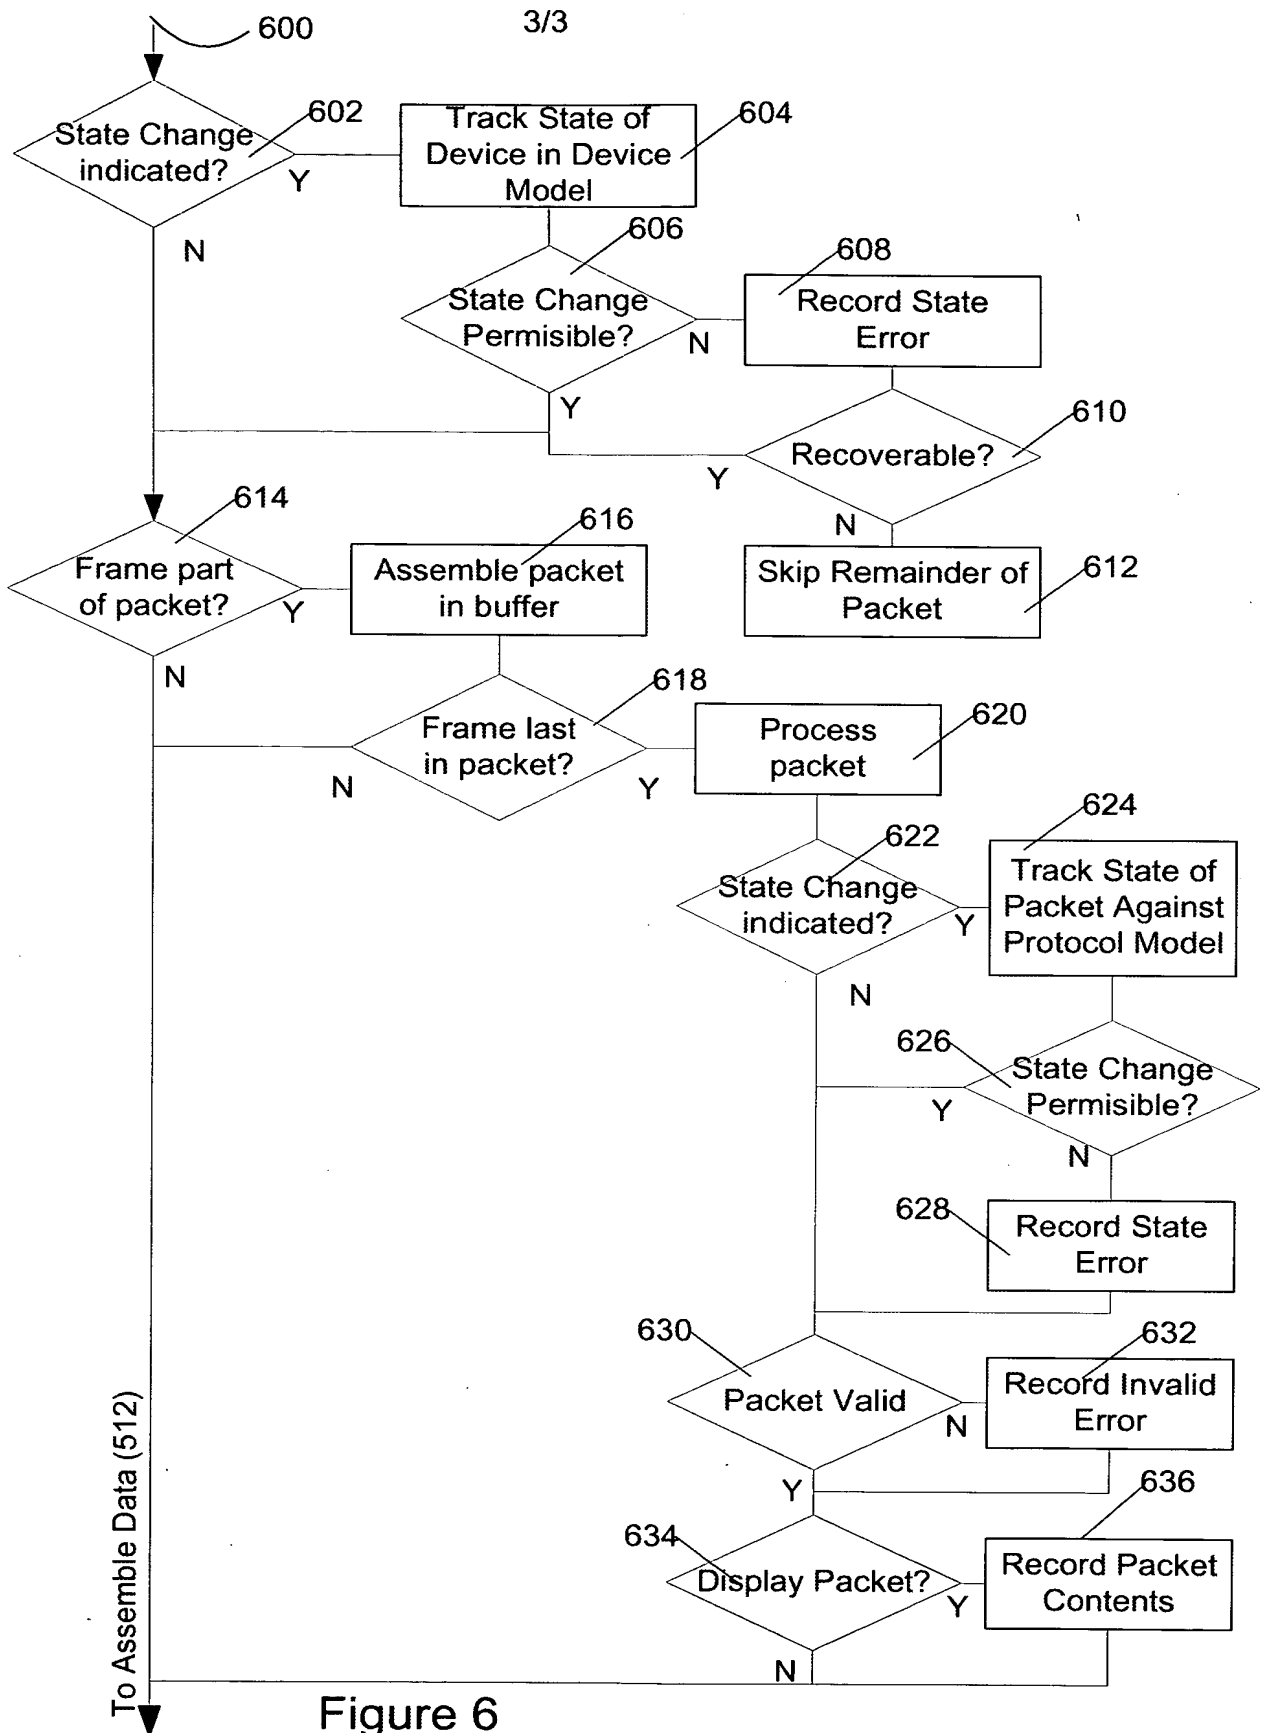 600
3/3
State Change
indicated?
602
Y
N
Track State of
Device in Device
Model
604
606
State Change
Permisible?
N
Y
608
Record State
Error
610
Recoverable?
Y
N
Skip Remainder of
Packet
612
614
Frame part
of packet?
Y
N
616
Assemble packet
in buffer
618
Frame last
in packet?
N
Y
Process
packet
620
622
State Change
indicated?
Y
N
624
Track State of
Packet Against
Protocol Model
626
State Change
Permisible?
Y
N
628
Record State
Error
630
Packet Valid
N
Y
632
Record Invalid
Error
634
Display Packet?
Y
N
636
Record Packet
Contents
To Assemble Data (512)
Figure 6